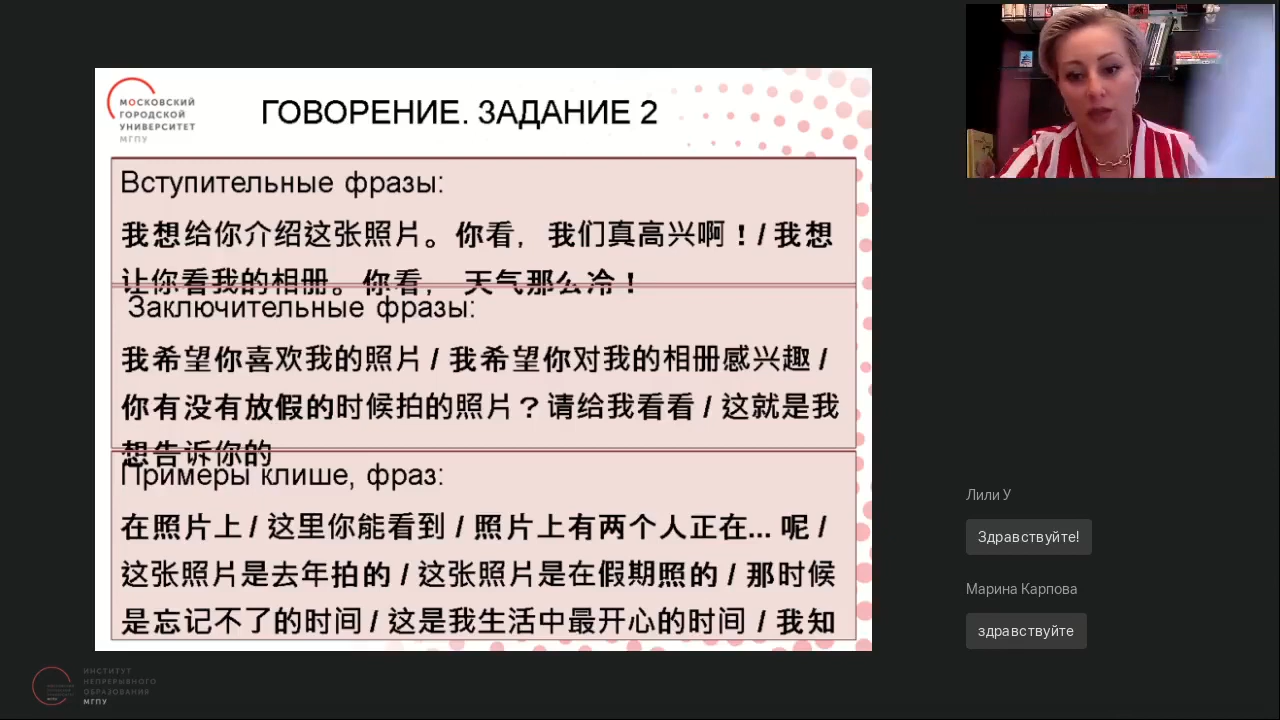 МОСКОВСКИЙ
ГОРОДСКОЙ
УНИВЕРСИТЕТ
МГПУ
ГОВОРЕНИЕ. ЗАДАНИЕ 2
Вступительные фразы:
我想给你介绍这张照片。你看，我们真高兴啊！/ 我想
让你看我的相册。你看， 天气那么冷！
Заключительные фразы:
我希望你喜欢我的照片 / 我希望你对我的相册感兴趣 /
你有没有放假的时候拍的照片？请给我看看 / 这就是我
想告诉你的
Примеры клише, фраз:
在照片上 / 这里你能看到 / 照片上有两个人正在... 呢 /
这张照片是去年拍的 / 这张照片是在假期照的 / 那时候
是忘记不了的时间 / 这是我生活中最开心的时间 / 我知
Лили У
Здравствуйте!
Марина Карпова
здравствуйте
ИНСТИТУТ
НЕПРЕРЫВНОГО
ОБРАЗОВАНИЯ
МГПУ